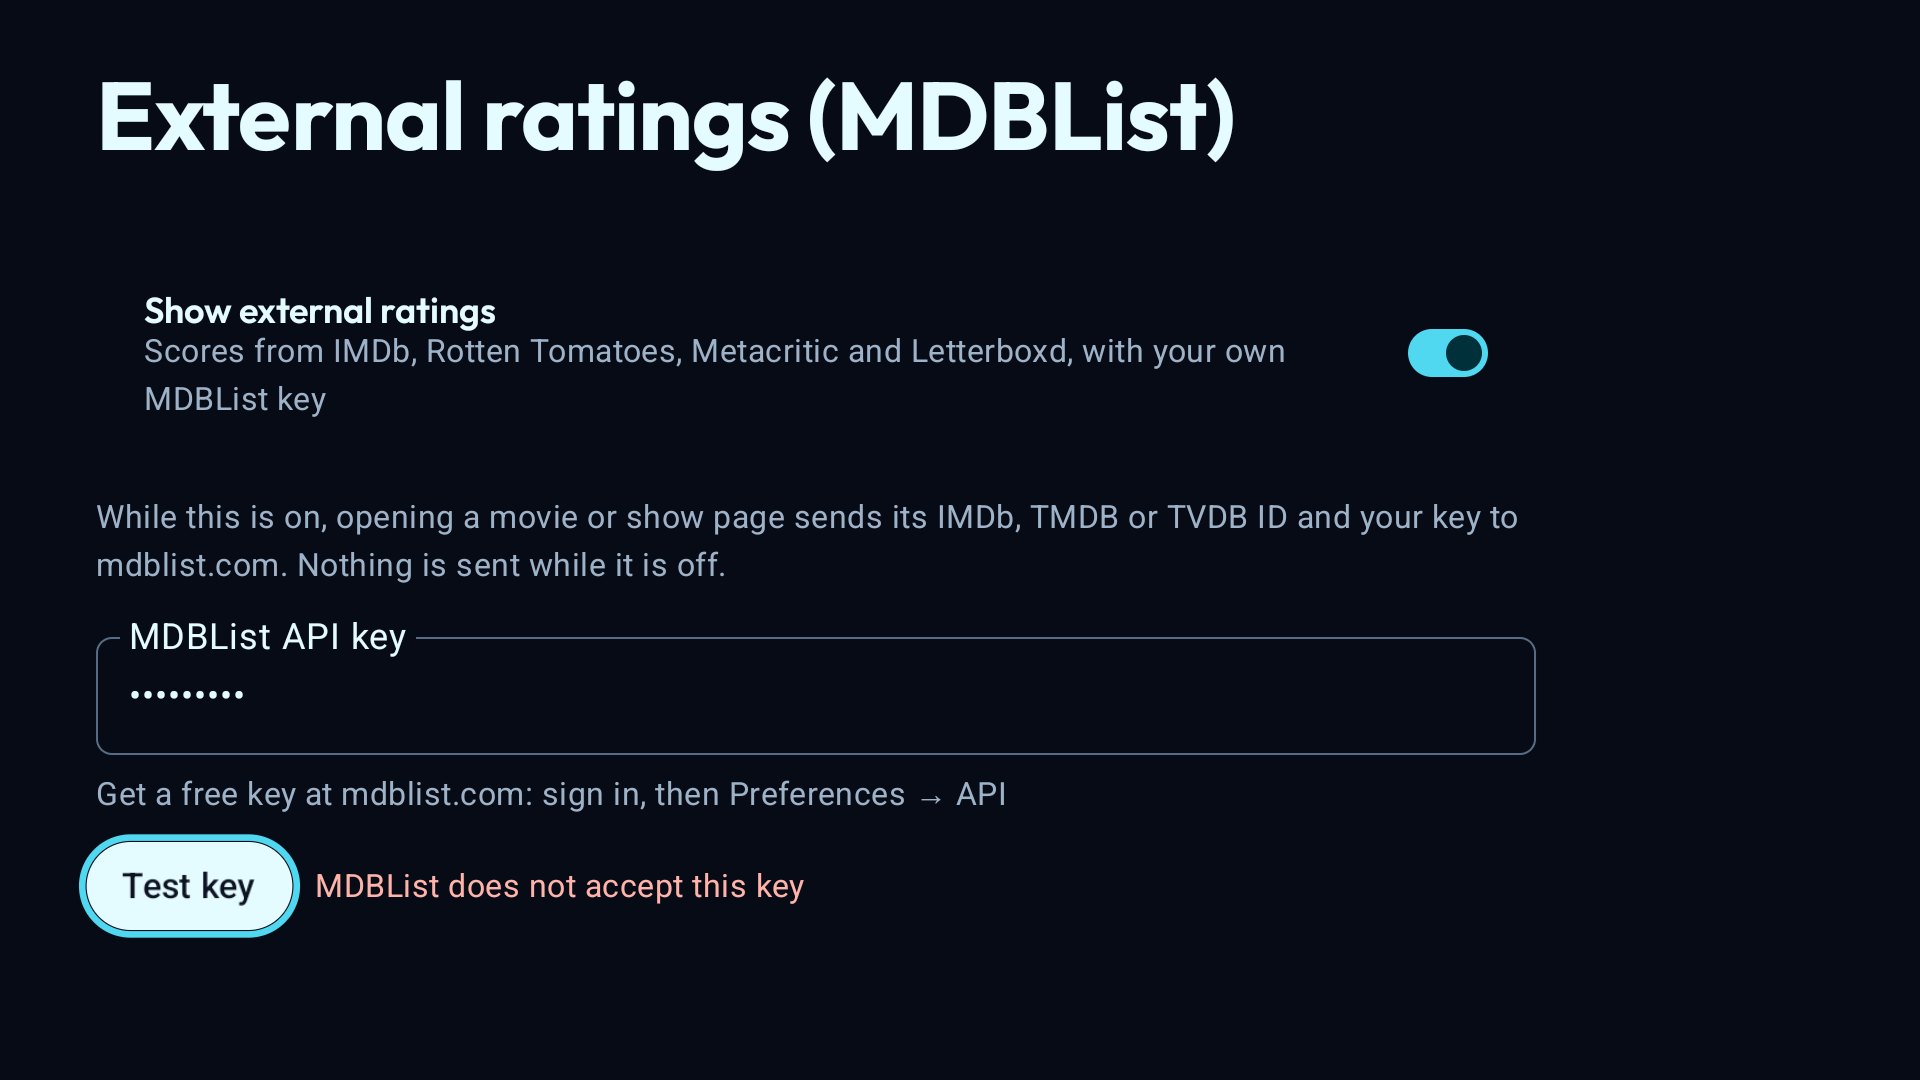 External ratings (MDBList)
Show external ratings
Scores from IMDb, Rotten Tomatoes, Metacritic and Letterboxd, with your own
MDBList key
While this is on, opening a movie or show page sends its IMDb, TMDB or TVDB ID and your key to
mdblist.com. Nothing is sent while it is off.
MDBList API key
•••••••••
Get a free key at mdblist.com: sign in, then Preferences → API
Test key
MDBList does not accept this key